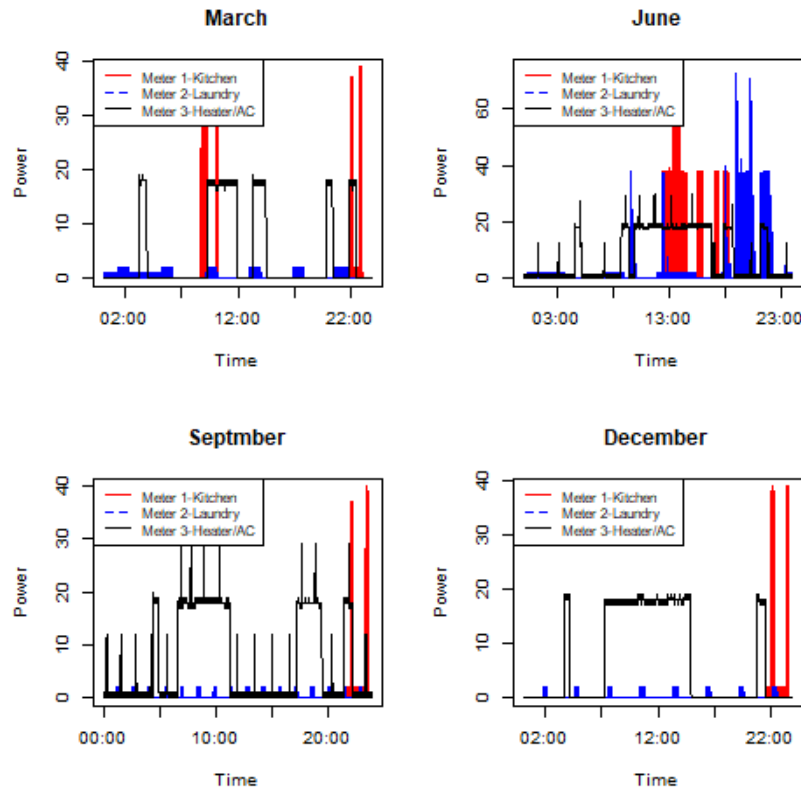 March
Power
40
30
20
10
0
Meter 1-Kitchen
Meter 2-Laundry
Meter 3-Heater/AC
02:00 12:00 22:00
Time
June
Power
60
40
20
0
Meter 1-Kitchen
Meter 2-Laundry
Meter 3-Heater/AC
03:00 13:00 23:00
Time
Septmber
Power
40
30
20
10
0
Meter 1-Kitchen
Meter 2-Laundry
Meter 3-Heater/AC
00:00 10:00 20:00
Time
December
Power
40
30
20
10
0
Meter 1-Kitchen
Meter 2-Laundry
Meter 3-Heater/AC
02:00 12:00 22:00
Time